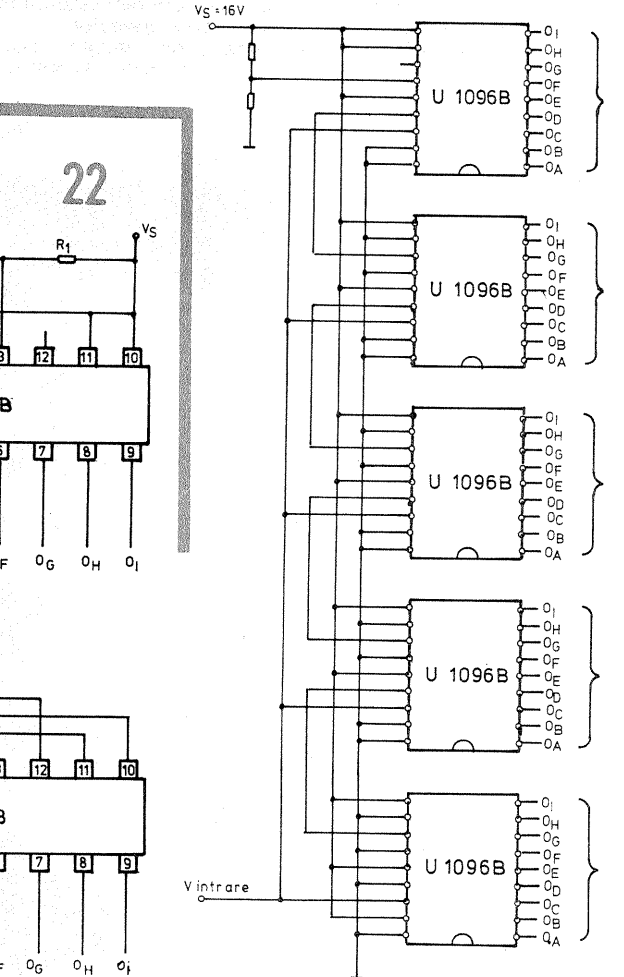 22
VS
R1
12
11
10
B
7
8
9
F
OG
OH
OI
12
11
10
B
7
8
9
F
OG
OH
OI
VS = 16V
U 1096B
OI
OH
OG
OF
OE
OD
OC
OB
OA
U 1096B
OI
OH
OG
OF
OE
OD
OC
OB
OA
U 1096B
OI
OH
OG
OF
OE
OD
OC
OB
OA
U 1096B
OI
OH
OG
OF
OE
OD
OC
OB
OA
U 1096B
OI
OH
OG
OF
OE
OD
OC
OB
OA
V intrare